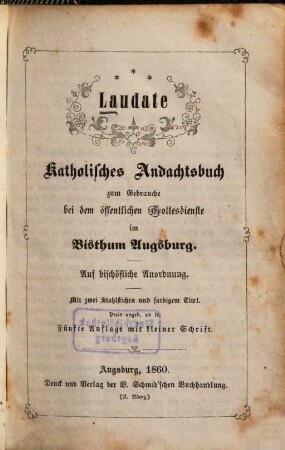 Laudate
Katholisches Andachtsbuch
zum Gebrauche
bei dem öffentlichen Gottesdienste
im
Bisthum Augsburg.
Auf bischöfliche Anordnung.
Mit zwei Stahlstichen und farbigem Titel.
Preis ungeb. 48 kr.
Fünfte Auflage mit kleiner Schrift.
Augsburg, 1860.
Druck und Verlag der B. Schmid'schen Buchhandlung.
(A. Manz.)